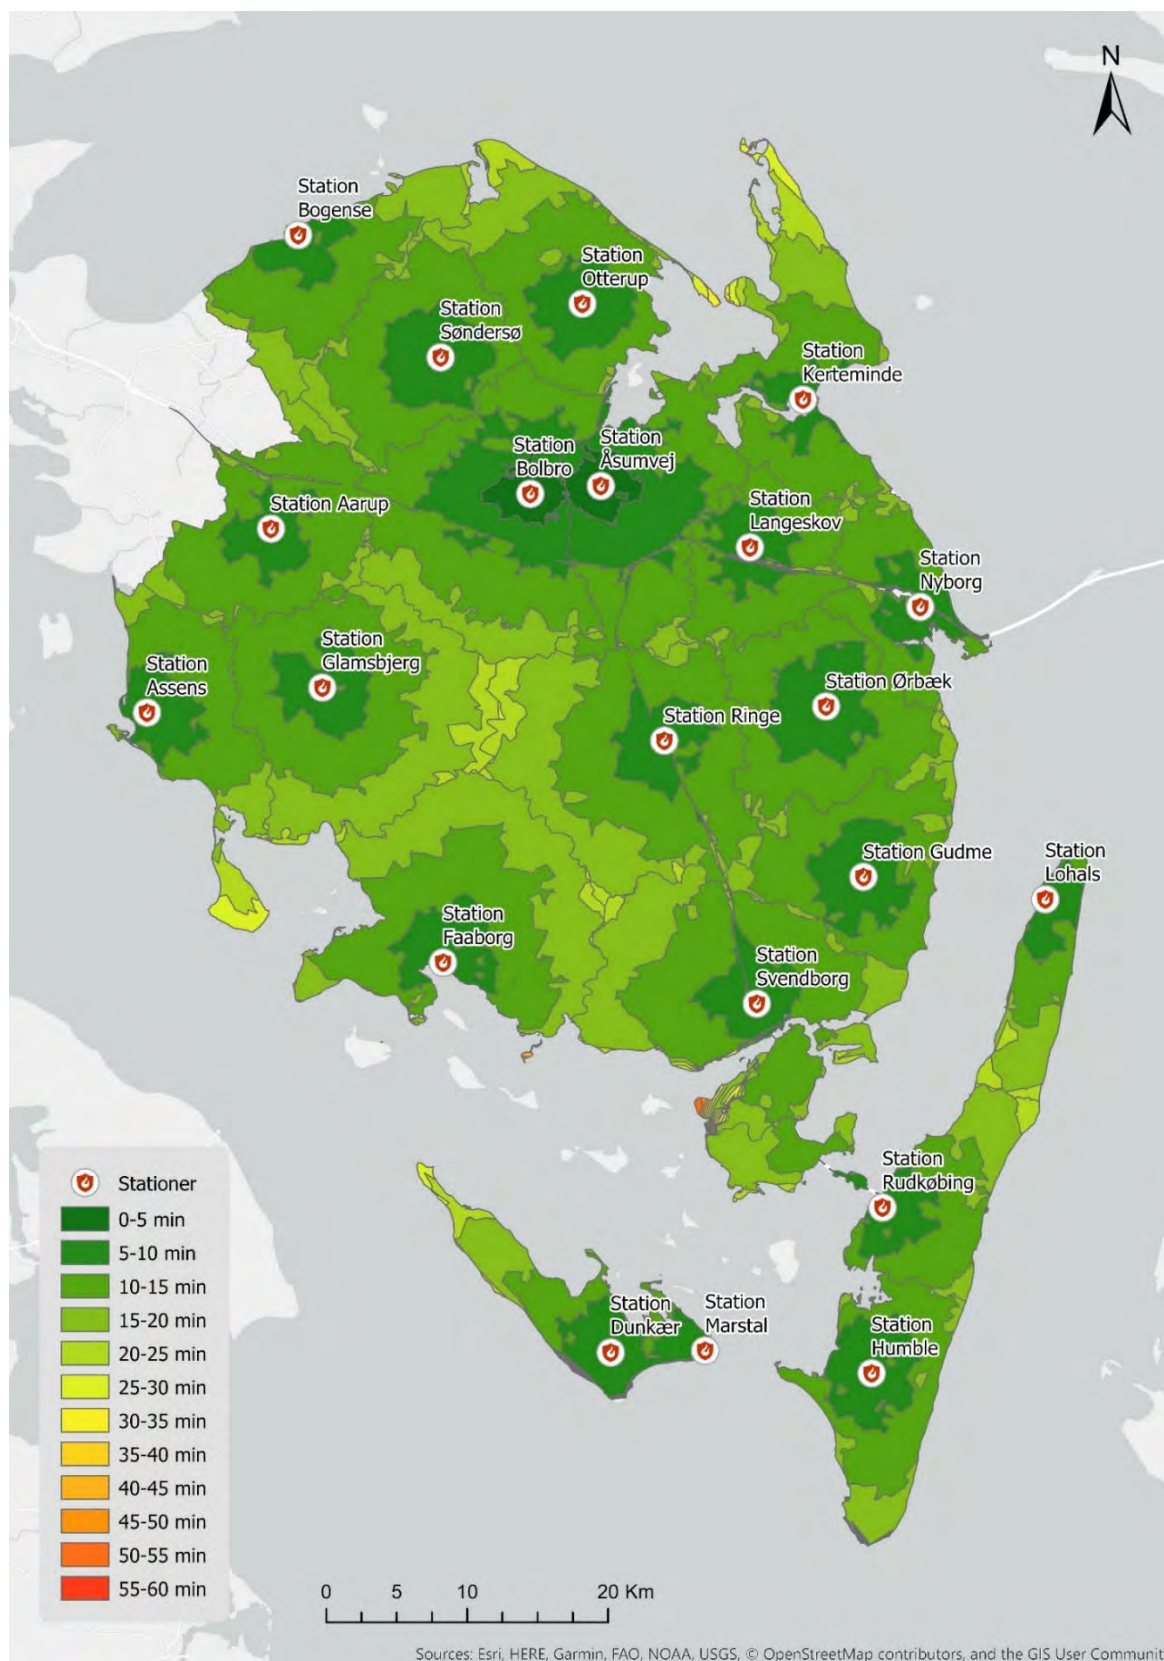 N
Station
Bogense
Station
Otterup
Station
Søndersø
Station
Kerteminde
Station
Bolbro
Station
Åsumvej
Station Aarup
Station
Langeskov
Station
Nyborg
Station
Glamsbjerg
Station
Assens
Station Ørbæk
Station Ringe
Station Gudme
Station
Lohals
Station
Faaborg
Station
Svendborg
Station
Rudkøbing
Station
Dunkær
Station
Marstal
Station
Humble
Stationer
0-5 min
5-10 min
10-15 min
15-20 min
20-25 min
25-30 min
30-35 min
35-40 min
40-45 min
45-50 min
50-55 min
55-60 min
0 5 10 20 Km
Sources: Esri, HERE, Garmin, FAO, NOAA, USGS, © OpenStreetMap contributors, and the GIS User Communit